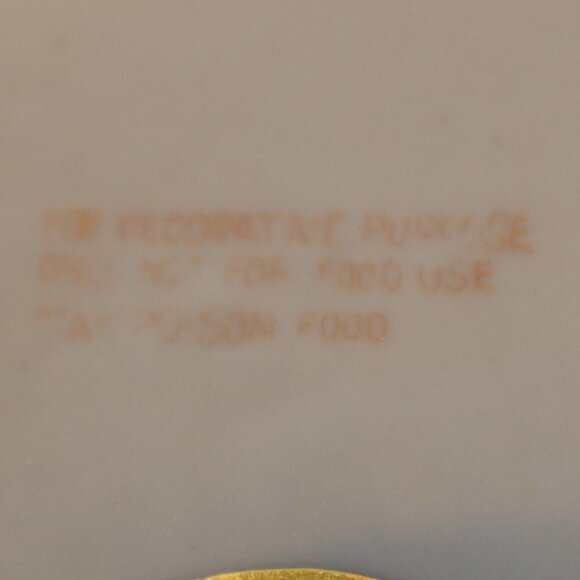 FOR DECORATIVE PURPOSE
ONLY NOT FOR FOOD USE
MAY POISON FOOD